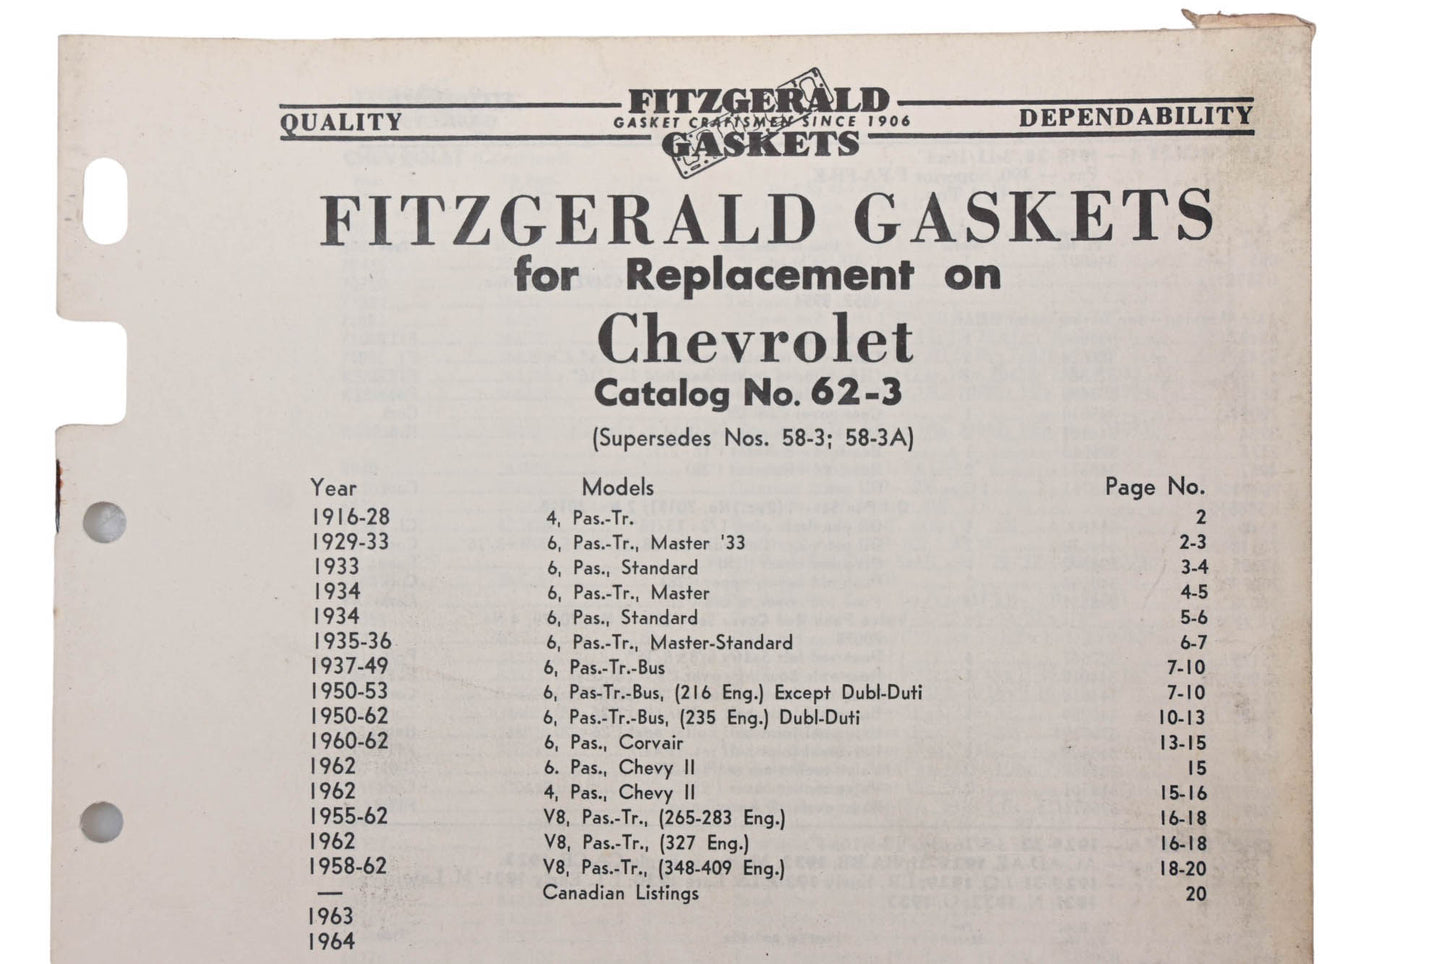 FITZGERALD
GASKET CRAFTSMEN SINCE 1906
GASKETS
QUALITY
DEPENDABILITY
FITZGERALD GASKETS
for Replacement on
Chevrolet
Catalog No. 62-3
(Supersedes Nos. 58-3; 58-3A)
Year Models Page No.
1916-28 4, Pas.-Tr. 2
1929-33 6, Pas.-Tr., Master '33 2-3
1933 6, Pas., Standard 3-4
1934 6, Pas.-Tr., Master 4-5
1934 6, Pas., Standard 5-6
1935-36 6, Pas.-Tr., Master-Standard 6-7
1937-49 6, Pas.-Tr.-Bus 7-10
1950-53 6, Pas-Tr.-Bus, (216 Eng.) Except Dubl-Duti 7-10
1950-62 6, Pas.-Tr.-Bus, (235 Eng.) Dubl-Duti 10-13
1960-62 6, Pas., Corvair 13-15
1962 6. Pas., Chevy II 15
1962 4, Pas., Chevy II 15-16
1955-62 V8, Pas.-Tr., (265-283 Eng.) 16-18
1962 V8, Pas.-Tr., (327 Eng.) 16-18
1958-62 V8, Pas.-Tr., (348-409 Eng.) 18-20
— Canadian Listings 20
1963
1964